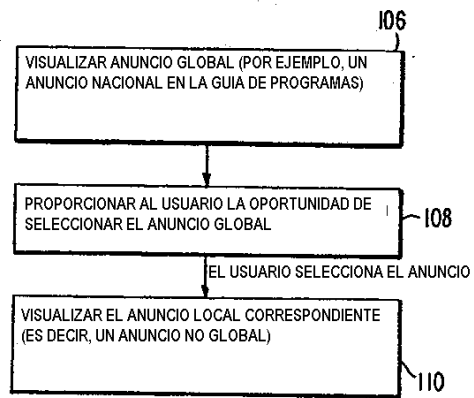 106
VISUALIZAR ANUNCIO GLOBAL (POR EJEMPLO, UN
ANUNCIO NACIONAL EN LA GUIA DE PROGRAMAS)
PROPORCIONAR AL USUARIO LA OPORTUNIDAD DE
SELECCIONAR EL ANUNCIO GLOBAL
108
EL USUARIO SELECCIONA EL ANUNCIO
VISUALIZAR EL ANUNCIO LOCAL CORRESPONDIENTE
(ES DECIR, UN ANUNCIO NO GLOBAL)
110